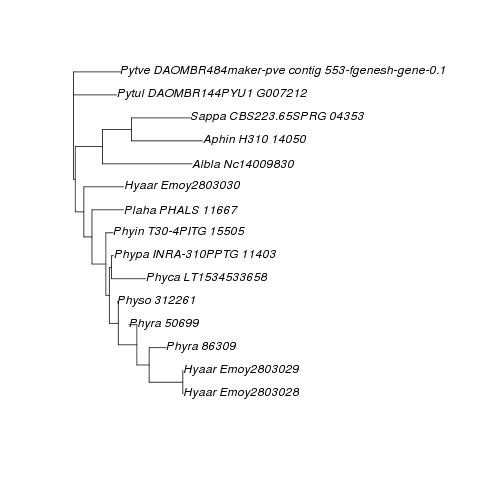 Pytve DAOMBR484maker-pve contig 553-fgenesh-gene-0.1
Pytul DAOMBR144PYU1 G007212
Sappa CBS223.65SPRG 04353
Aphin H310 14050
Albla Nc14009830
Hyaar Emoy2803030
Plaha PHALS 11667
Phyin T30-4PITG 15505
Phypa INRA-310PPTG 11403
Phyca LT1534533658
Physo 312261
Phyra 50699
Phyra 86309
Hyaar Emoy2803029
Hyaar Emoy2803028